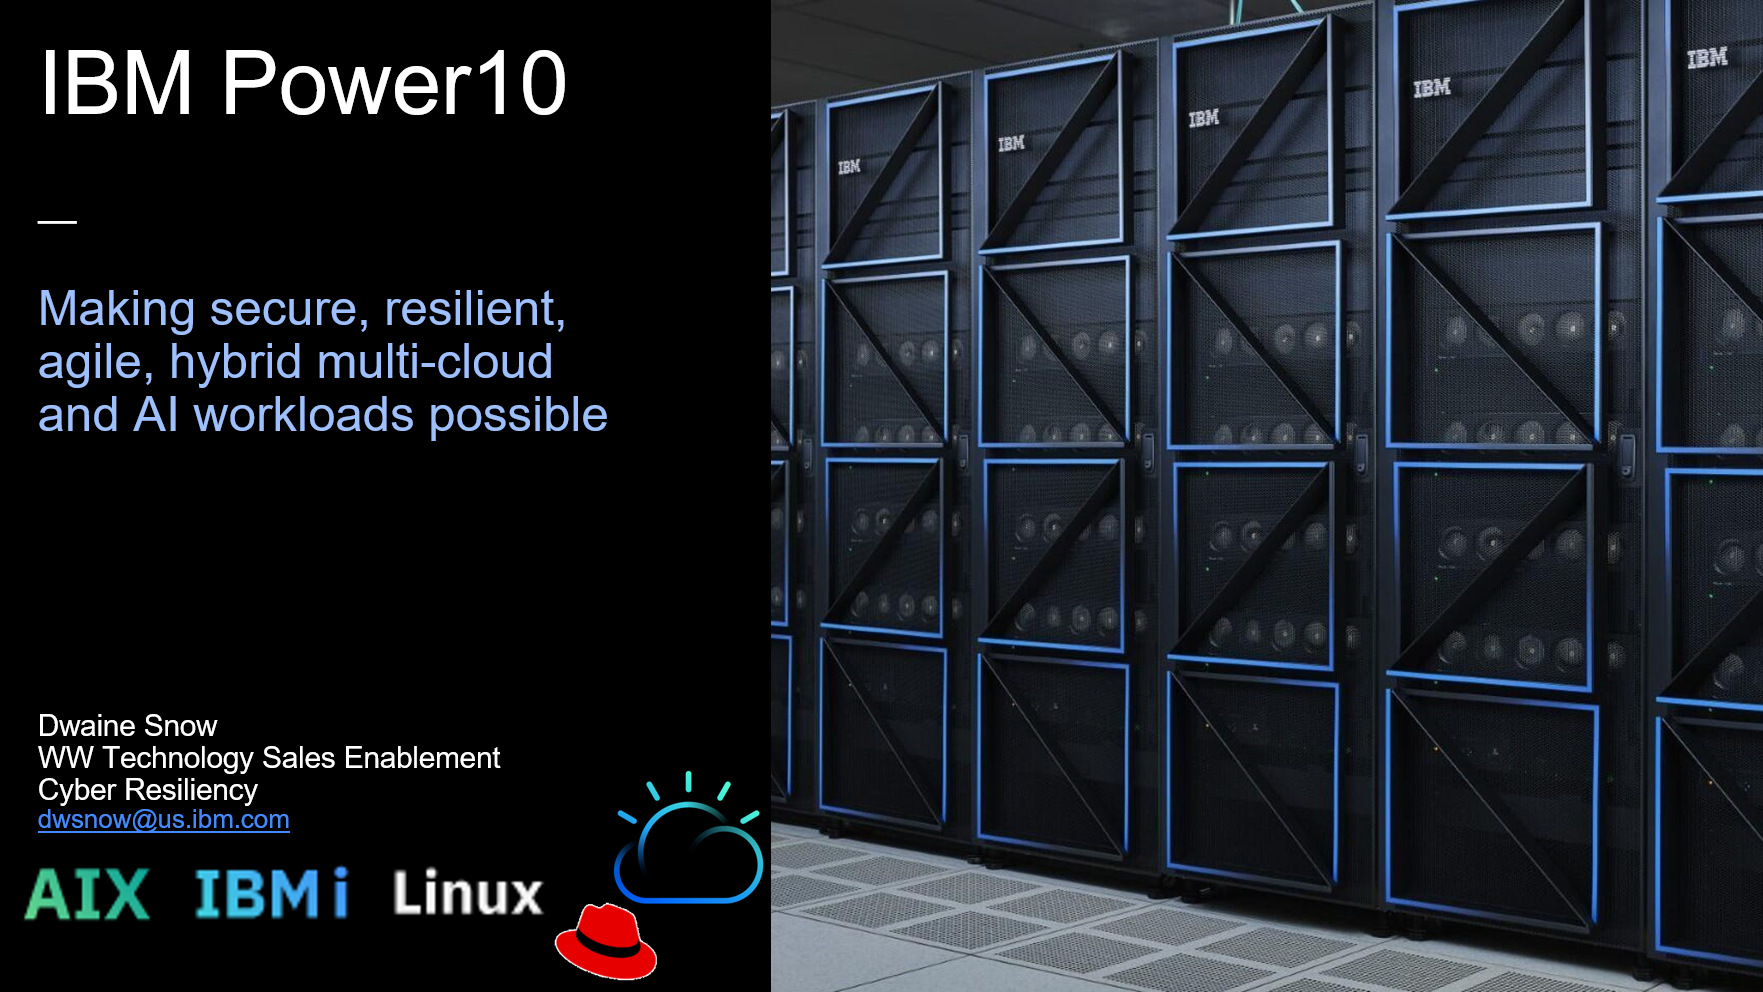 IBM Power10
—
Making secure, resilient,
agile, hybrid multi-cloud
and AI workloads possible
Dwaine Snow
WW Technology Sales Enablement
Cyber Resiliency
dwsnow@us.ibm.com
AIX IBM i Linux
IBM
IBM
IBM
IBM
IBM